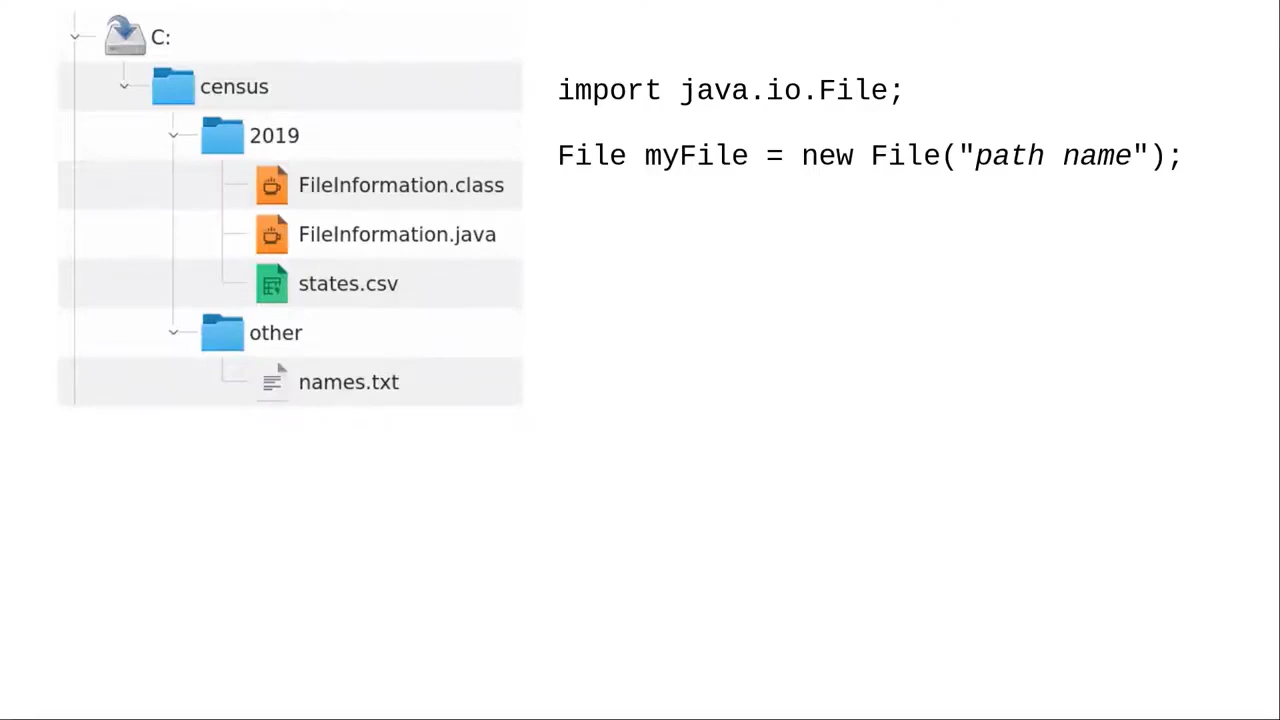 C:
census
2019
FileInformation.class
FileInformation.java
states.csv
other
names.txt
import java.io.File;
File myFile = new File("path name");